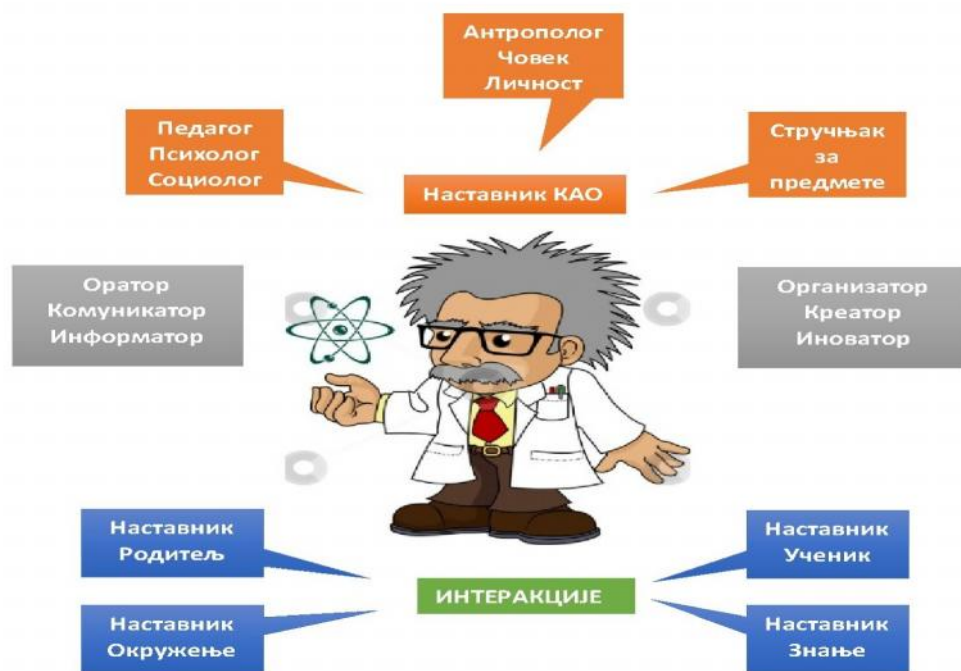 Антрополог
Човек
Личност
Педагог
Психолог
Социолог
Стручњак
за
предмете
Наставник КАО
Оратор
Комуникатор
Информатор
Организатор
Креатор
Иноватор
Наставник
Родитељ
Наставник
Ученик
ИНТЕРАКЦИЈЕ
Наставник
Окружење
Наставник
Знање